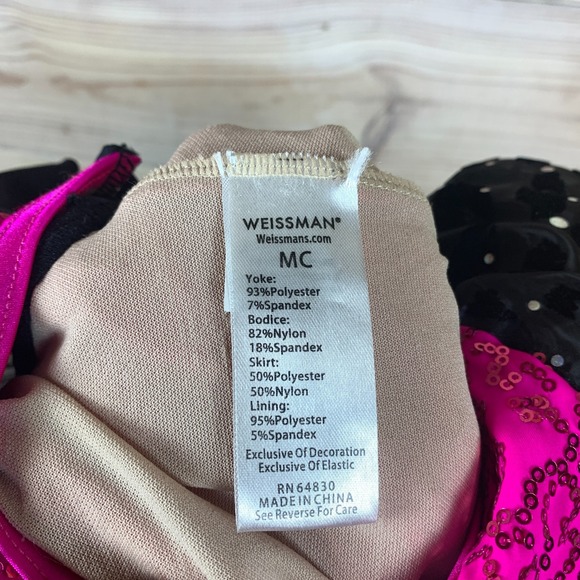 WEISSMAN®
Weissmans.com
MC
Yoke:
93%Polyester
7%Spandex
Bodice:
82%Nylon
18%Spandex
Skirt:
50%Polyester
50%Nylon
Lining:
95%Polyester
5%Spandex
Exclusive Of Decoration
Exclusive Of Elastic
RN 64830
MADE IN CHINA
See Reverse For Care